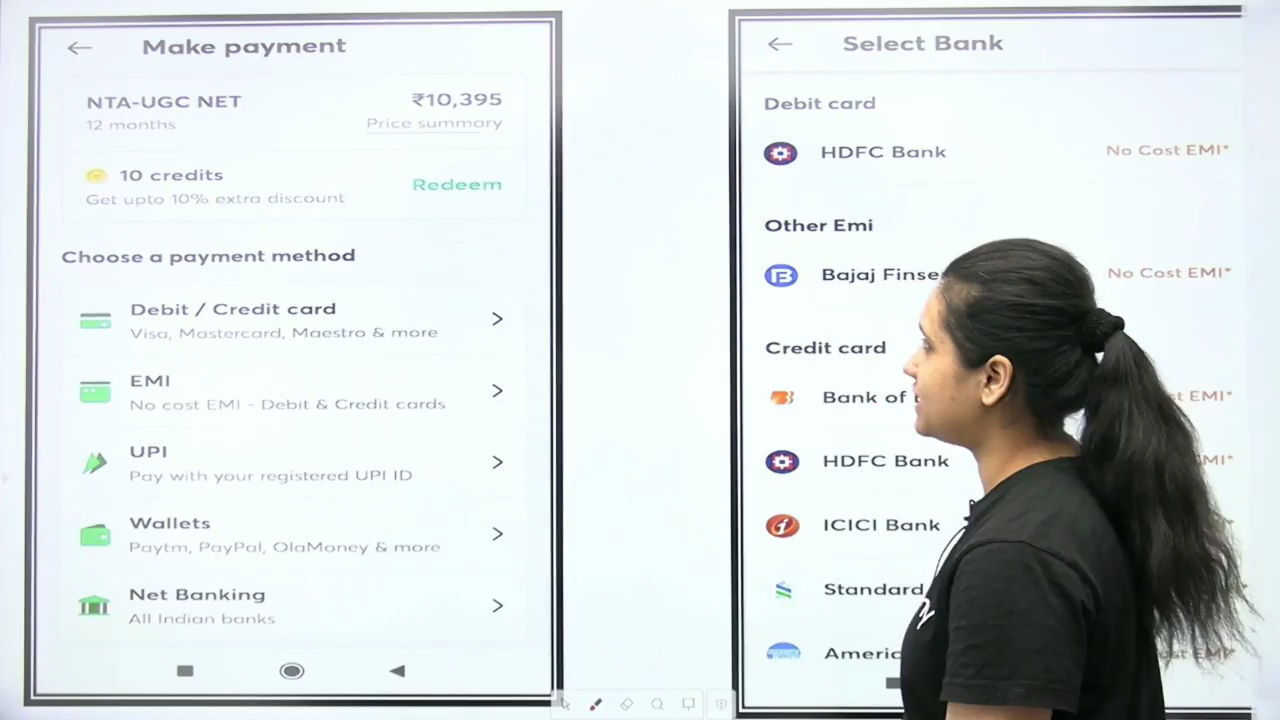 Make payment
NTA-UGC NET
₹10,395
12 months
Price summary
10 credits
Get upto 10% extra discount
Redeem
Choose a payment method
Debit / Credit card
Visa, Mastercard, Maestro & more
EMI
No cost EMI - Debit & Credit cards
UPI
Pay with your registered UPI ID
Wallets
Paytm, PayPal, OlaMoney & more
Net Banking
All Indian banks
Select Bank
Debit card
HDFC Bank
No Cost EMI*
Other Emi
Bajaj
No Cost EMI*
Credit card
Bank of
EMI*
HDFC Bank
EMI*
ICICI Bank
Standard
EMI*